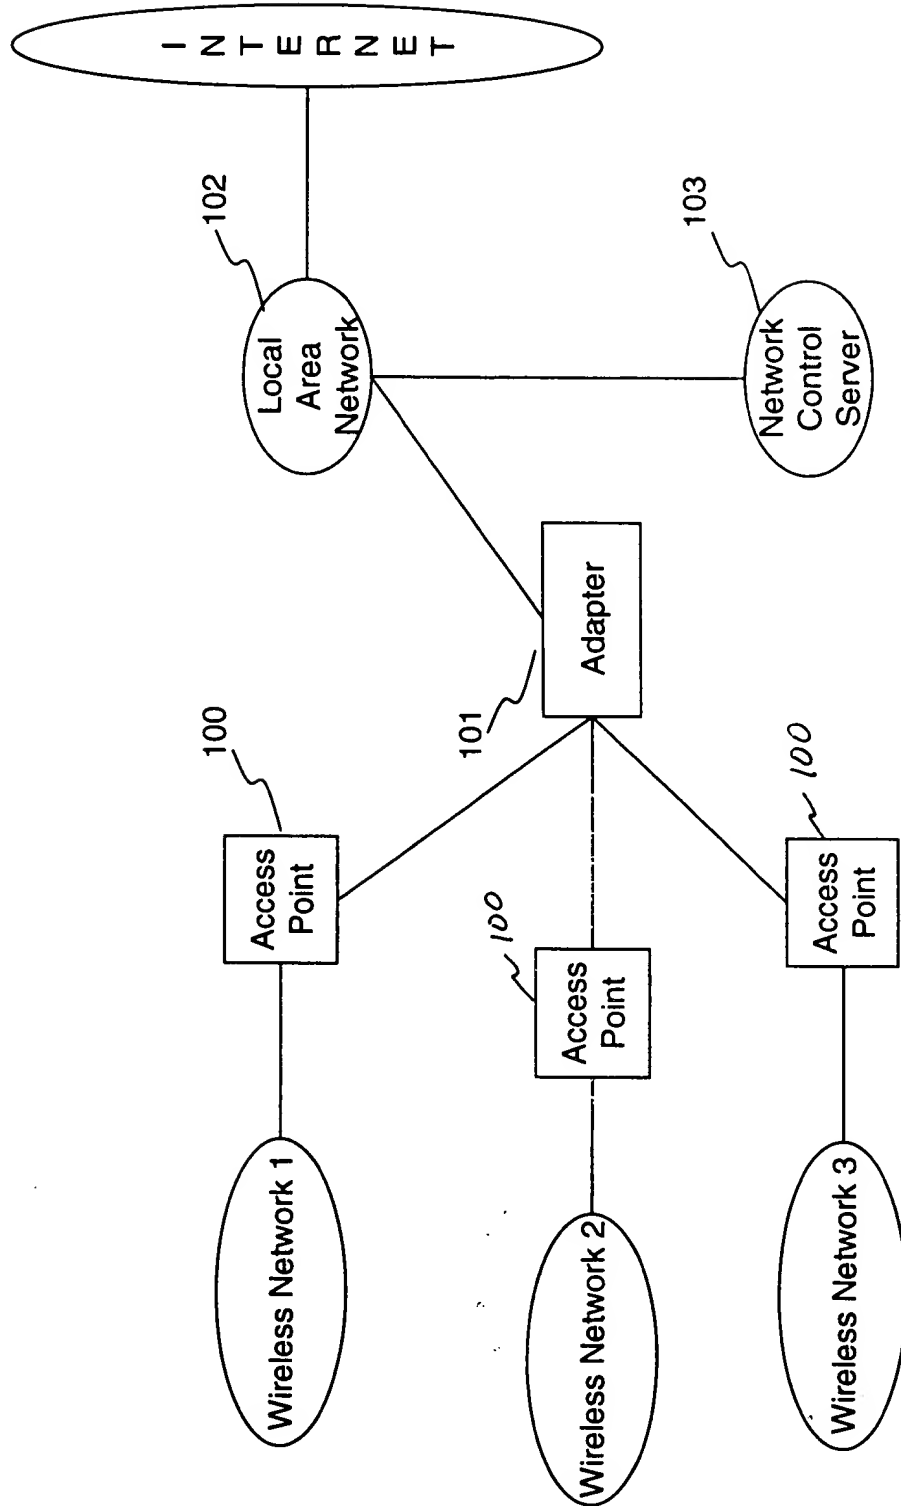 INTERNET
102
Local
Area
Network
103
Network
Control
Server
101
Adapter
100
Access
Point
100
Access
Point
100
Access
Point
Wireless Network 1
Wireless Network 2
Wireless Network 3